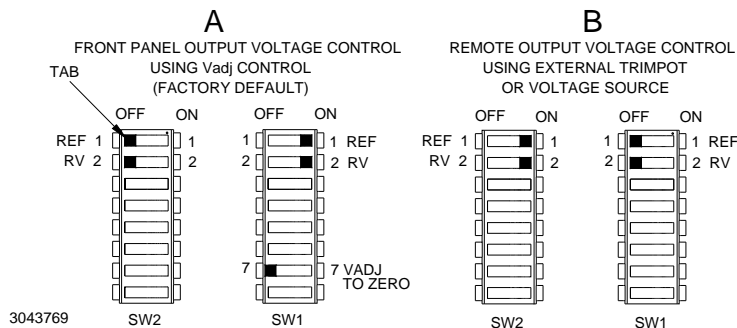 A
FRONT PANEL OUTPUT VOLTAGE CONTROL
USING Vadj CONTROL
(FACTORY DEFAULT)
TAB
OFF ON
OFF ON
REF 1 1
RV 2 2
1 1 REF
2 2 RV
7 7 VADJ
TO ZERO
SW2
SW1
B
REMOTE OUTPUT VOLTAGE CONTROL
USING EXTERNAL TRIMPOT
OR VOLTAGE SOURCE
OFF ON
OFF ON
REF 1 1
RV 2 2
1 1 REF
2 2 RV
SW2
SW1
3043769